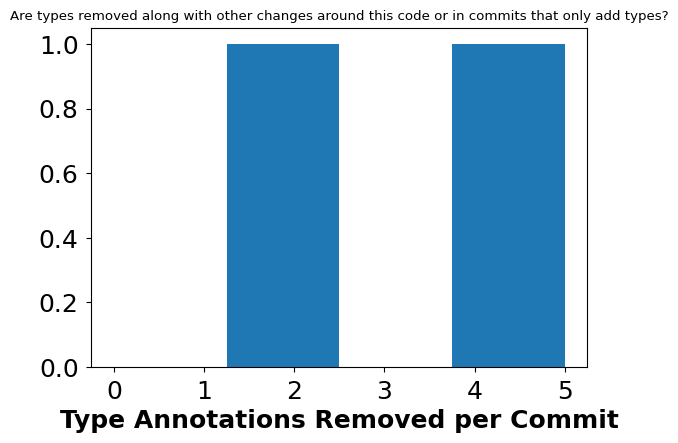 Are types removed along with other changes around this code or in commits that only add types?
1.0
0.8
0.6
0.4
0.2
0.0
0 1 2 3 4 5
Type Annotations Removed per Commit